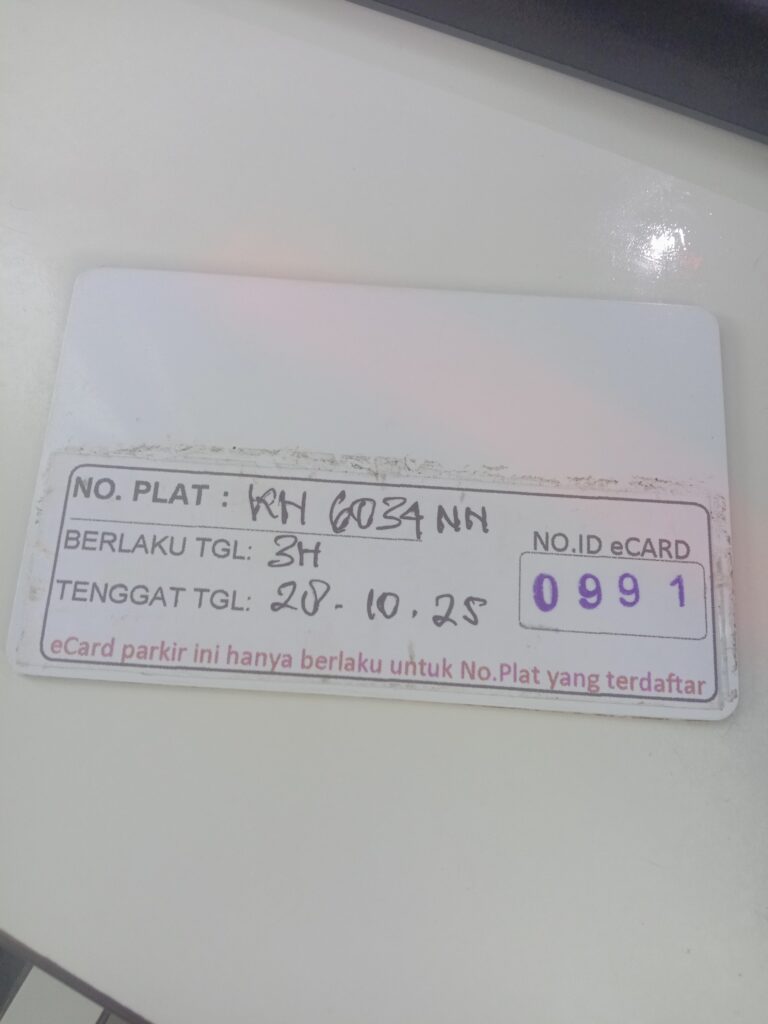 NO. PLAT : KH 6034 NN
BERLAKU TGL: 3H
TENGGAT TGL: 28 - 10 . 25
NO.ID eCARD
0991
eCard parkir ini hanya berlaku untuk No.Plat yang terdaftar